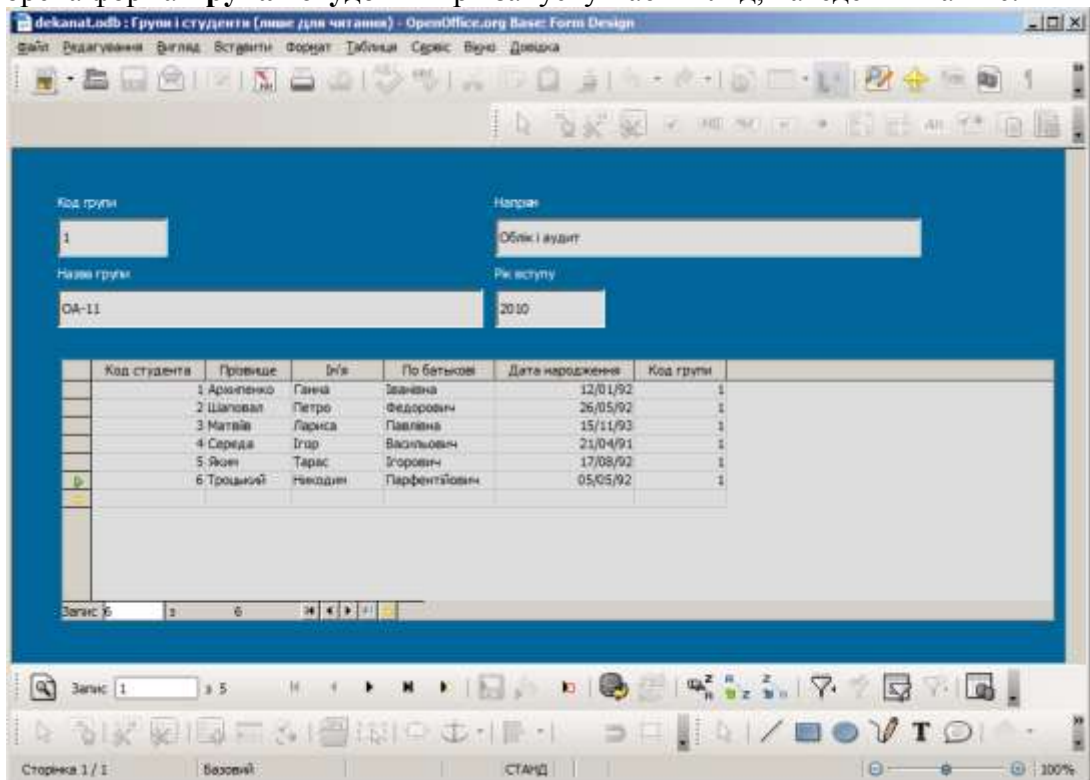 dekanat.odb : Групи і студенти (лише для читання) - OpenOffice.org Base: Form Design
Файл Редагування Вигляд Вставити Формат Таблиця Сервіс Вікно Довідка
Код групи Напрям
1 Облік і аудит
Назва групи Рік вступу
ОА-11 2010
Код студента Прізвище Ім'я По батькові Дата народження Код групи
1 Архипенко Ганна Іванівна 12/01/92 1
2 Шаповал Петро Федорович 26/05/92 1
3 Матвіїв Лариса Павлівна 15/11/93 1
4 Середа Ігор Васильович 21/04/91 1
5 Яким Тарас Ігорович 17/08/92 1
6 Троцький Никодим Парфентійович 05/05/92 1
Запис 6 з 6
Запис 1 з 5
Сторінка 1 / 1 Базовий СТАНД 100%